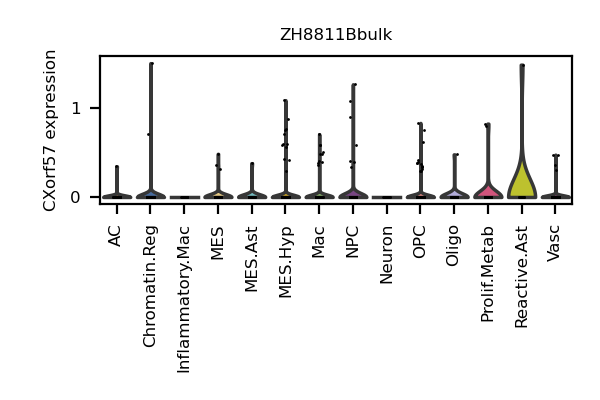 ZH8811Bbulk
CXorf57 expression
1
0
AC
Chromatin.Reg
Inflammatory.Mac
MES
MES.Ast
MES.Hyp
Mac
NPC
Neuron
OPC
Oligo
Prolif.Metab
Reactive.Ast
Vasc